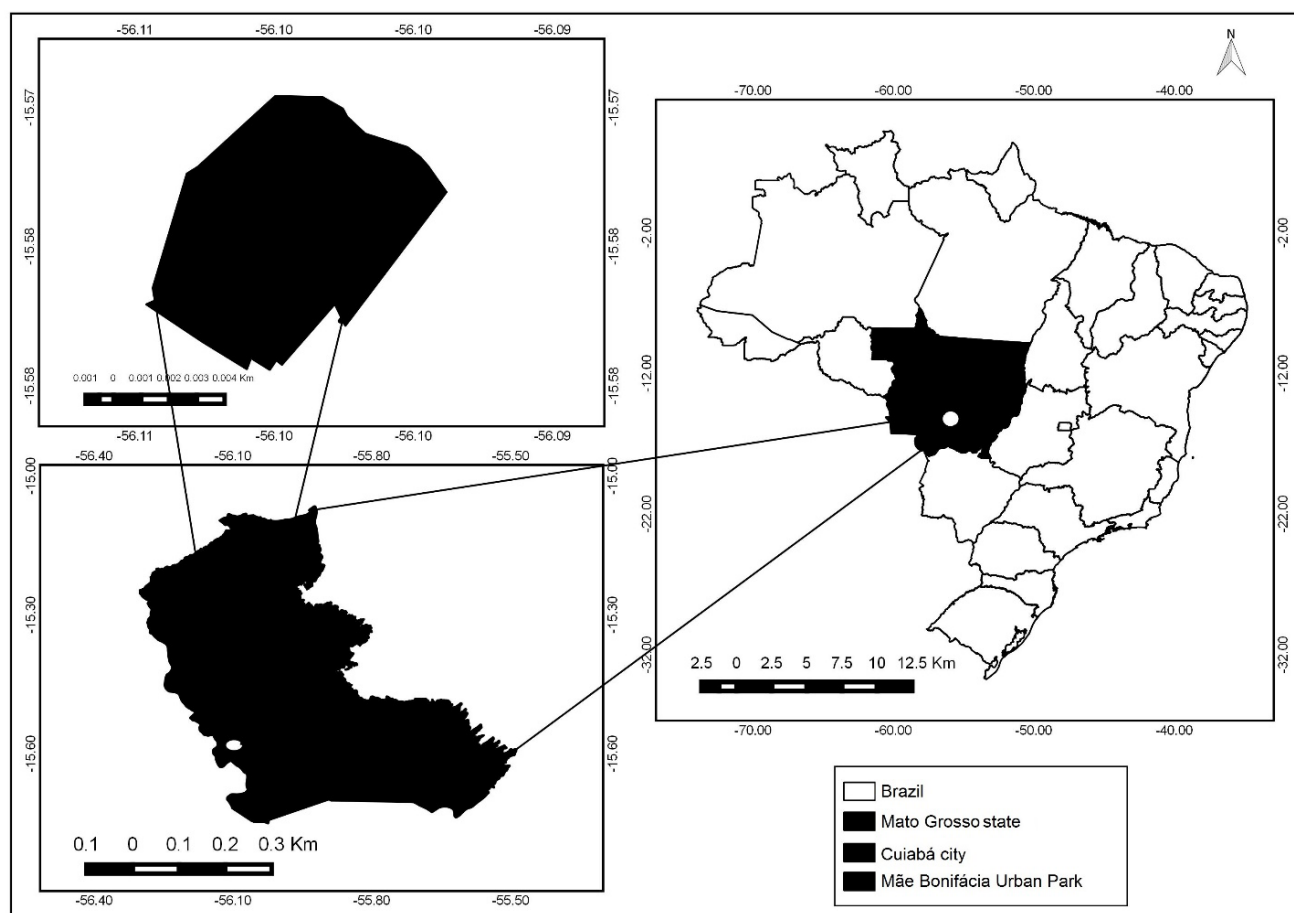 -56.11 -56.10 -56.10 -56.09
-15.57 -15.57
-15.58 -15.58
-15.58 -15.58
0.001 0 0.001 0.002 0.003 0.004 Km
-56.11 -56.10 -56.10 -56.09
-56.40 -56.10 -55.80 -55.50
-15.00 -15.00
-15.30 -15.30
-15.60 -15.60
0.1 0 0.1 0.2 0.3 Km
-56.40 -56.10 -55.80 -55.50
N
-70.00 -60.00 -50.00 -40.00
-2.00 -2.00
-12.00 -12.00
-22.00 -22.00
-32.00 -32.00
2.5 0 2.5 5 7.5 10 12.5 Km
-70.00 -60.00 -50.00 -40.00
Brazil
Mato Grosso state
Cuiabá city
Mãe Bonifácia Urban Park